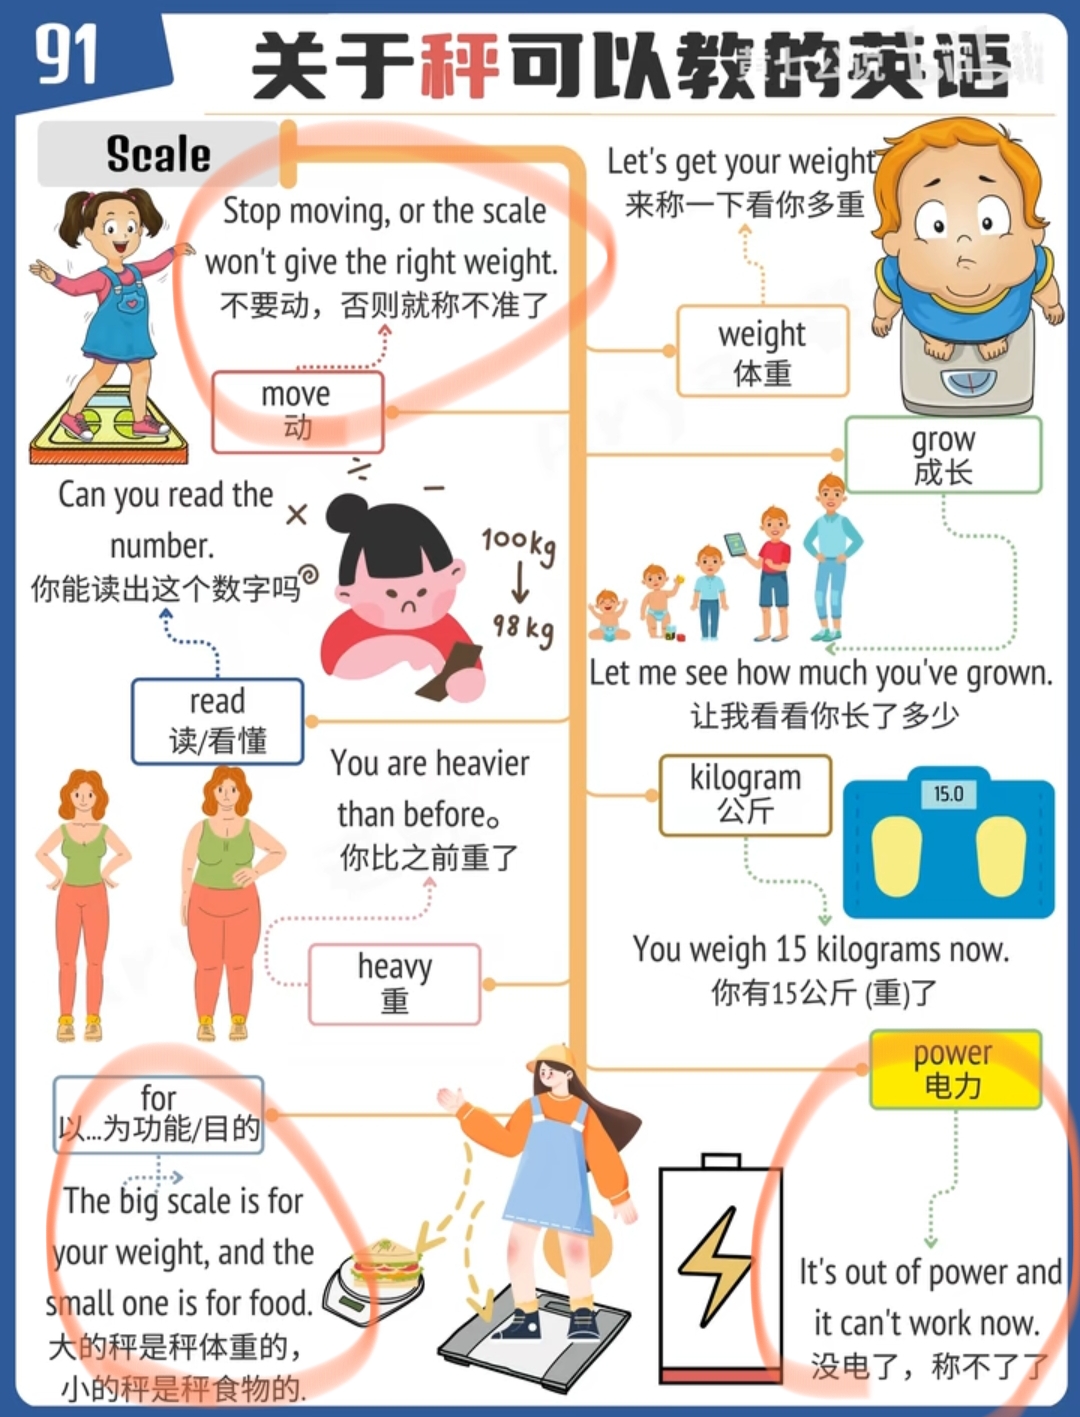 91
关于秤可以教的英语
Scale
Stop moving, or the scale
won't give the right weight.
不要动，否则就称不准了
move
动
Let's get your weight
来称一下看你多重
weight
体重
grow
成长
Let me see how much you've grown.
让我看看你长了多少
Can you read the
number.
你能读出这个数字吗
100kg
98kg
read
读/看懂
You are heavier
than before。
你比之前重了
heavy
重
kilogram
公斤
15.0
You weigh 15 kilograms now.
你有15公斤 (重)了
for
以...为功能/目的
The big scale is for
your weight, and the
small one is for food.
大的秤是秤体重的，
小的秤是秤食物的.
power
电力
It's out of power and
it can't work now.
没电了，称不了了